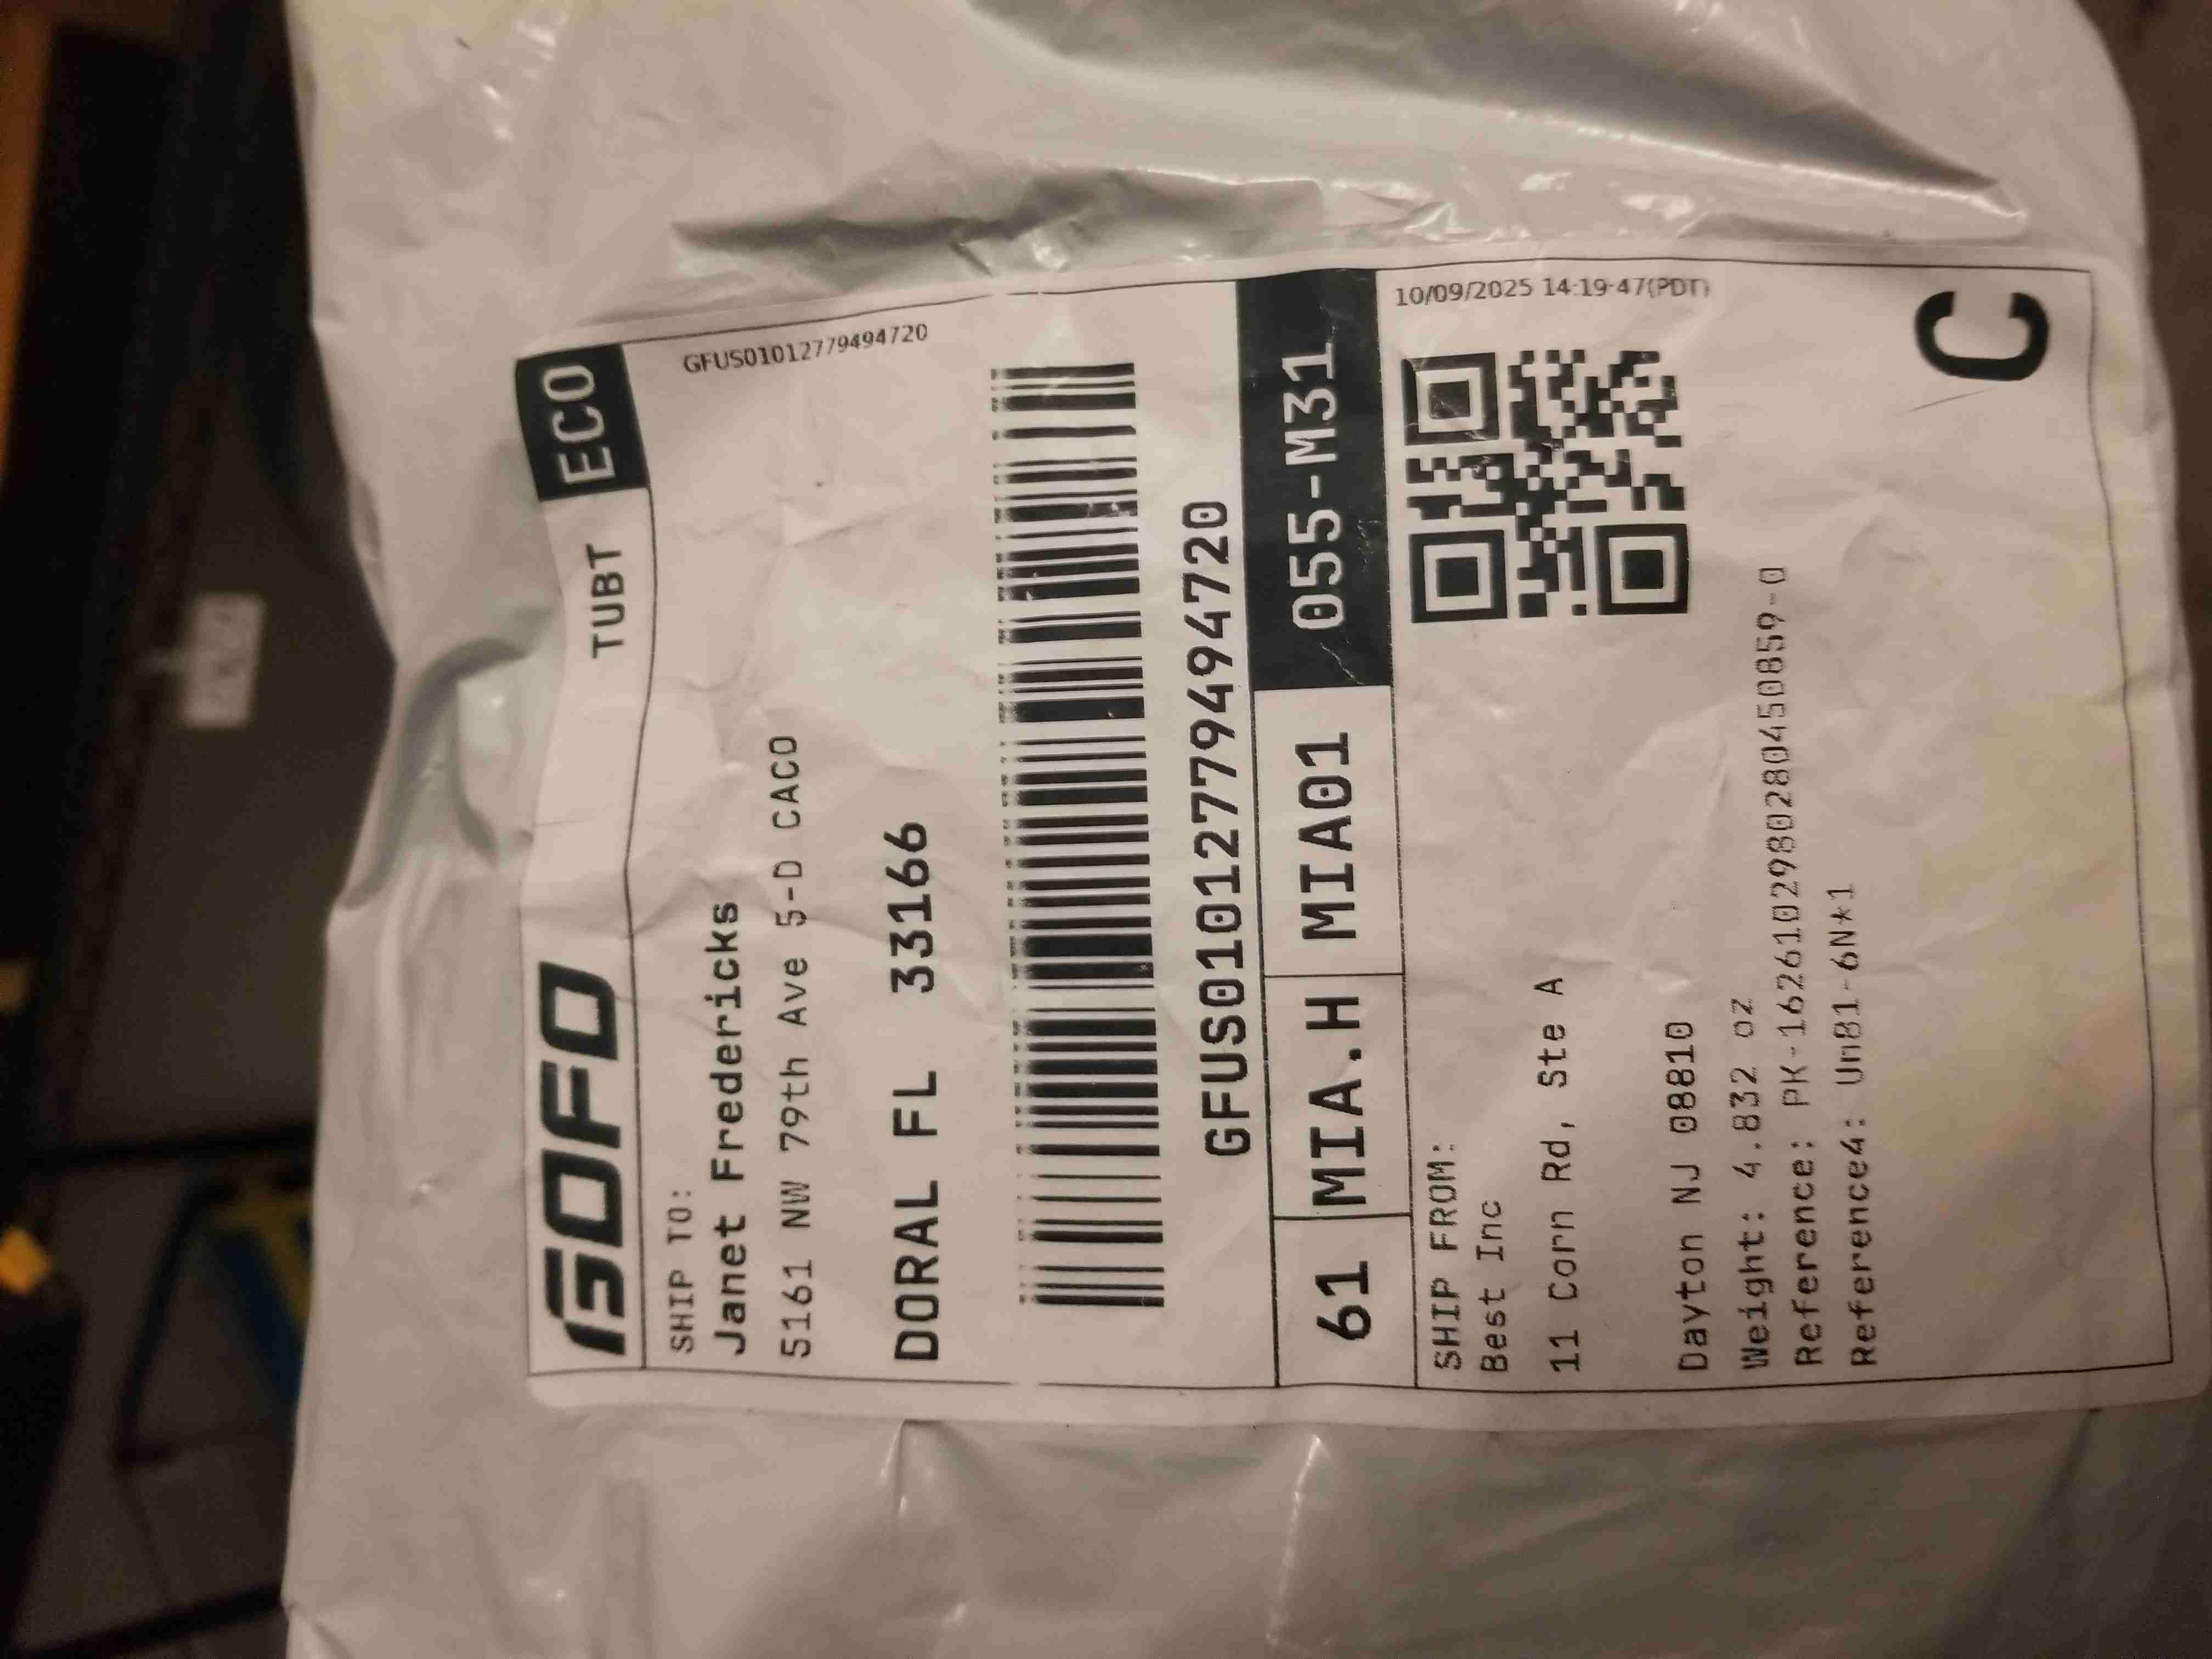 GOFO
TUBT
ECO
GFUS01012779494720
SHIP TO:
Janet Fredericks
5161 NW 79th Ave 5-D CACO
DORAL FL 33166
GFUS01012779494720
61 MIA.H MIA01 055-M31
10/09/2025 14:19:47(PDT)
SHIP FROM:
Best Inc
11 Corn Rd, Ste A
Dayton NJ 08810
Weight: 4.832 oz
Reference: PK-16261029802804508​59-0
Reference4: Un81-6N*1
C